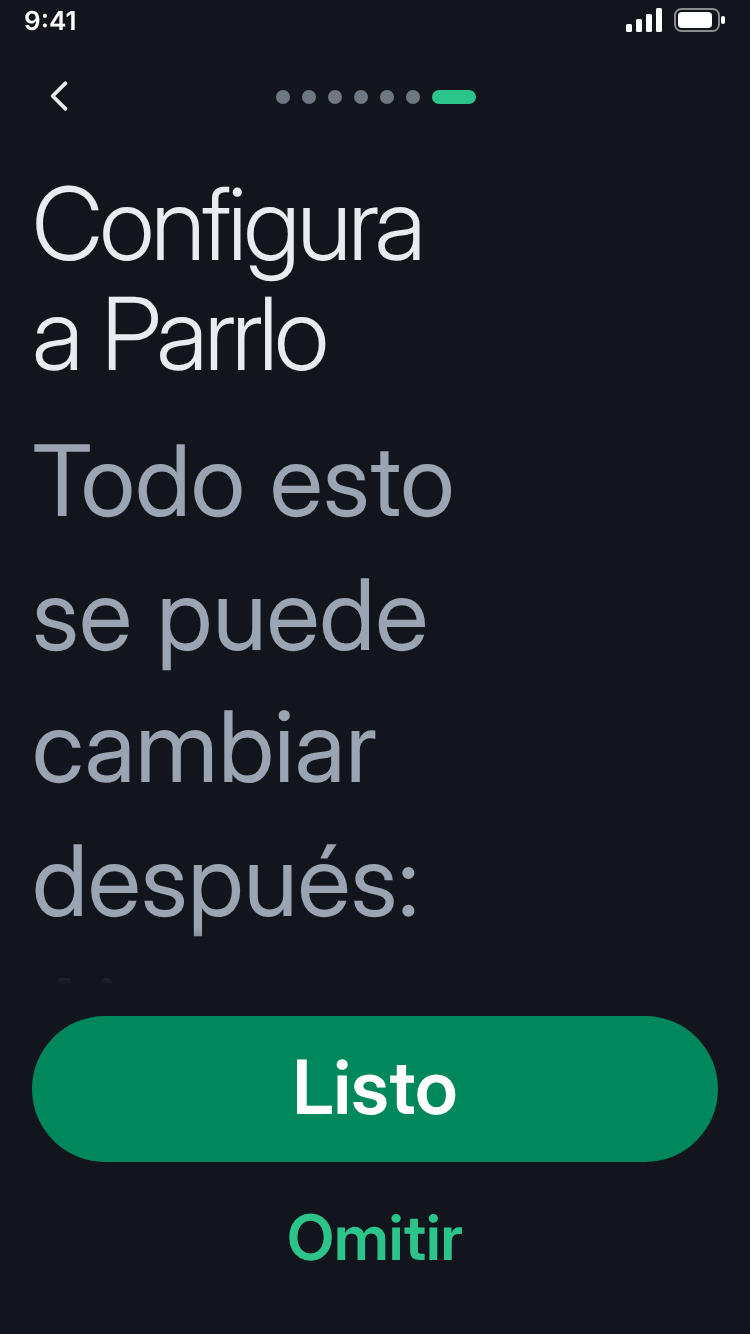 9:41
Configura
a Parrlo
Todo esto
se puede
cambiar
después:
Listo
Omitir